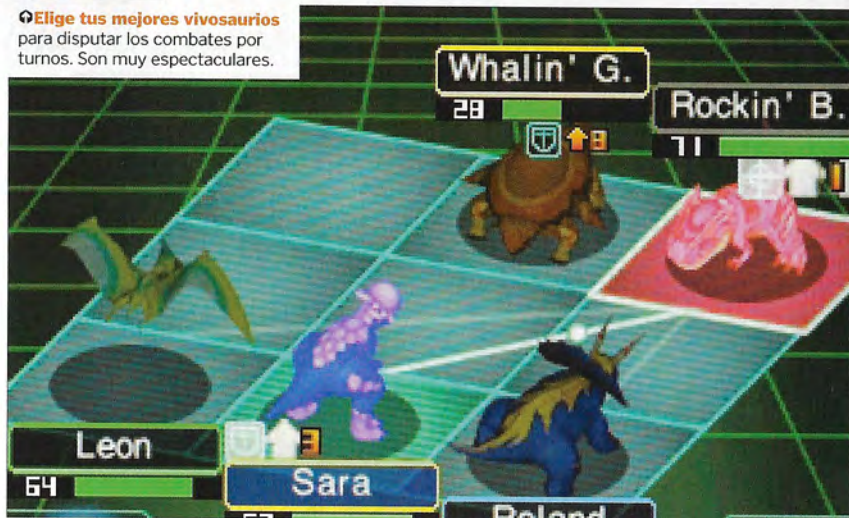 Elige tus mejores vivosaurios
para disputar los combates por
turnos. Son muy espectaculares.
Whalin' G.
28
8
Rockin' B.
71
Leon
64
3
Sara
Roland